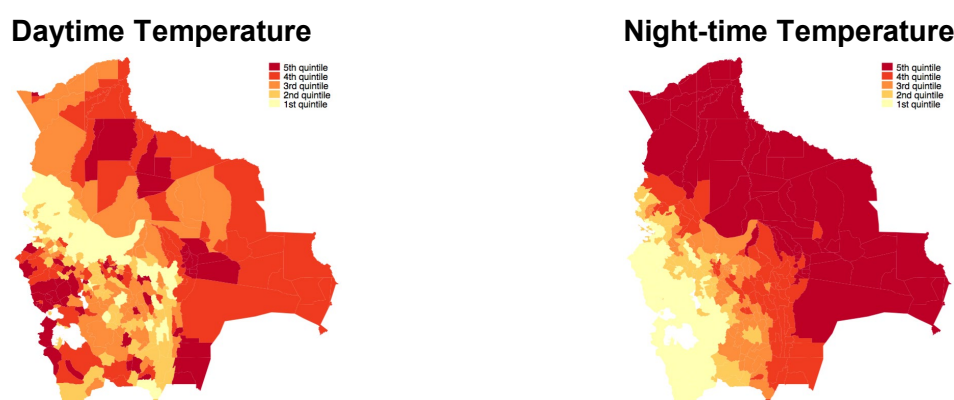 Daytime Temperature
5th quintile
4th quintile
3rd quintile
2nd quintile
1st quintile
Night-time Temperature
5th quintile
4th quintile
3rd quintile
2nd quintile
1st quintile